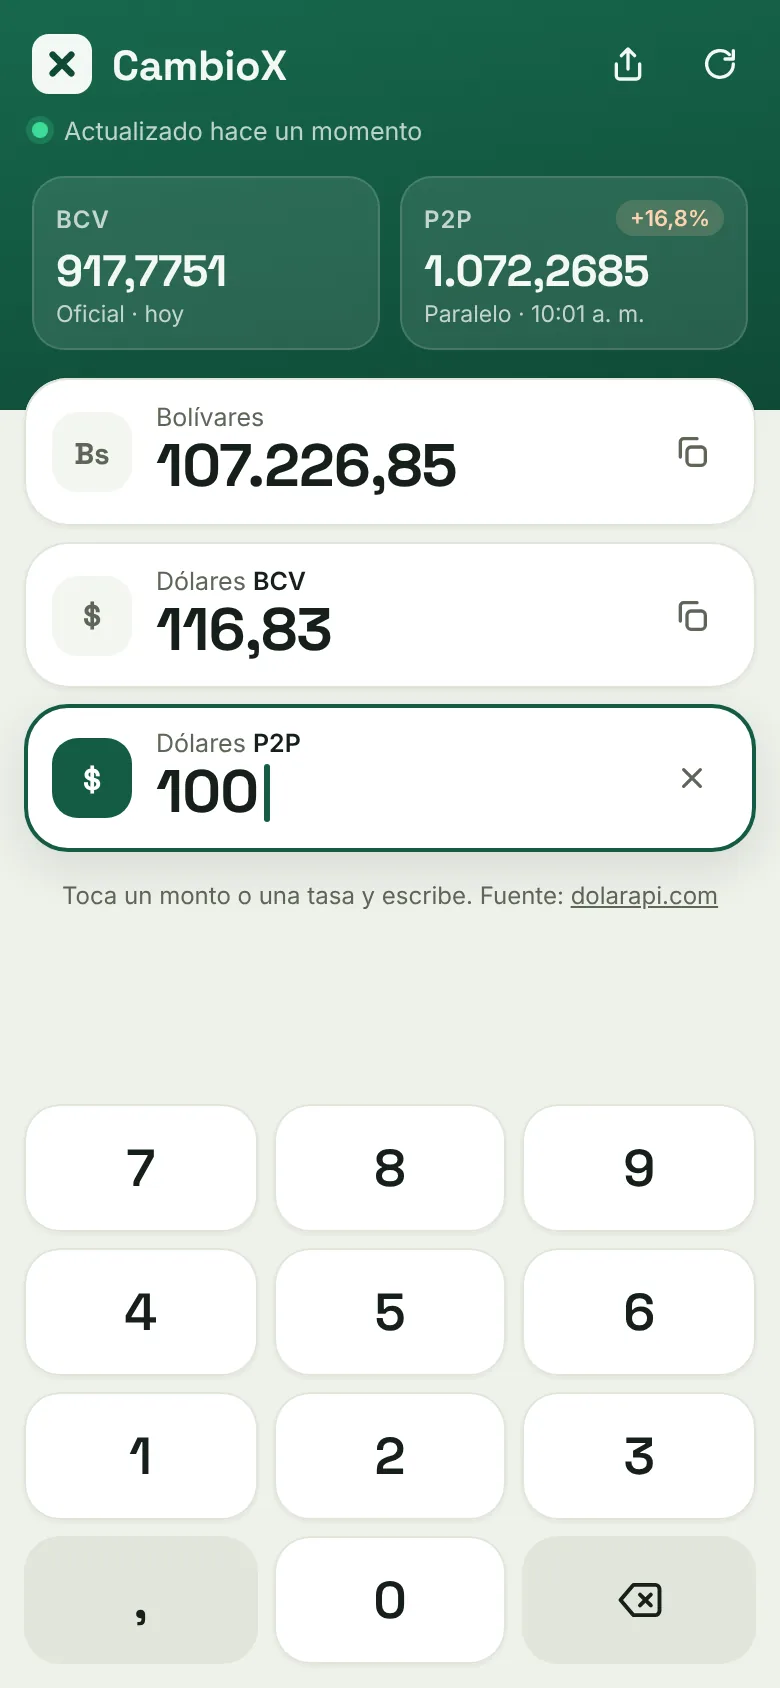 CambioX
Actualizado hace un momento
BCV
917,7751
Oficial · hoy
P2P
+16,8%
1.072,2685
Paralelo · 10:01 a. m.
Bs
Bolívares
107.226,85
$
Dólares BCV
116,83
$
Dólares P2P
100
Toca un monto o una tasa y escribe. Fuente: dolarapi.com
7 8 9
4 5 6
1 2 3
, 0